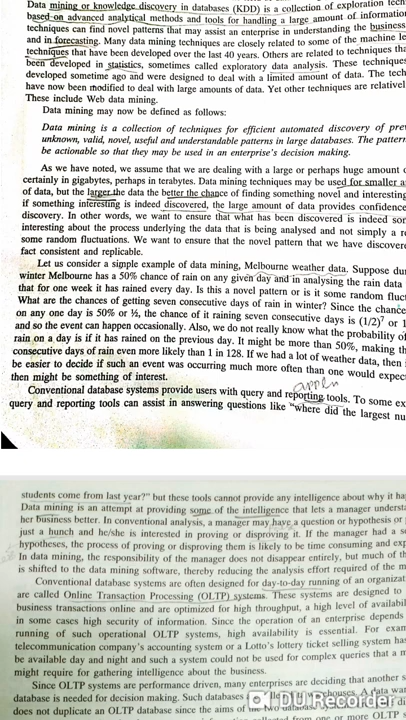 Data mining or knowledge discovery in databases (KDD) is a collection of exploration tech
based on advanced analytical methods and tools for handling a large amount of information
techniques can find novel patterns that may assist an enterprise in understanding the business
and in forecasting. Many data mining techniques are closely related to some of the machine le
techniques that have been developed over the last 40 years. Others are related to techniques tha
been developed in statistics, sometimes called exploratory data analysis. These techniques
developed sometime ago and were designed to deal with a limited amount of data. The tech
have now been modified to deal with large amounts of data. Yet other techniques are relativel
These include Web data mining.
Data mining may now be defined as follows:
Data mining is a collection of techniques for efficient automated discovery of pre
unknown, valid, novel, useful and understandable patterns in large databases. The pattern
be actionable so that they may be used in an enterprise's decision making.
As we have noted, we assume that we are dealing with a large or perhaps huge amount
certainly in gigabytes, perhaps in terabytes. Data mining techniques may be used for smaller a
of data, but the larger the data the better the chance of finding something novel and interesting
if something interesting is indeed discovered, the large amount of data provides confidence
discovery. In other words, we want to ensure that what has been discovered is indeed som
interesting about the process underlying the data that is being analysed and not simply a r
some random fluctuations. We want to ensure that the novel pattern that we have discovere
fact consistent and replicable.
Let us consider a simple example of data mining, Melbourne weather data. Suppose dur
winter Melbourne has a 50% chance of rain on any given day and in analysing the rain data
that for one week it has rained every day. Is this a novel pattern or is it some random fluc
What are the chances of getting seven consecutive days of rain in winter? Since the chance
on any one day is 50% or ½, the chance of it raining seven consecutive days is (1/2)⁷ or 1
and so the event can happen occasionally. Also, we do not really know what the probability of
rain on a day is if it has rained on the previous day. It might be more than 50%, making th
consecutive days of rain even more likely than 1 in 128. If we had a lot of weather data, then
be easier to decide if such an event was occurring much more often than one would expec
then might be something of interest.
Conventional database systems provide users with query and reporting tools. To some ex
query and reporting tools can assist in answering questions like "where did the largest nu
students come from last year?" but these tools cannot provide any intelligence about why it ha
Data mining is an attempt at providing some of the intelligence that lets a manager understa
her business better. In conventional analysis, a manager may have a question or hypothesis or
just a hunch and he/she is interested in proving or disproving it. If the manager had a se
hypotheses, the process of proving or disproving them is likely to be time consuming and exp
In data mining, the responsibility of the manager does not disappear entirely, but much of th
is shifted to the data mining software, thereby reducing the analysis effort required of the m
Conventional database systems are often designed for day-to-day running of an organizat
are called Online Transaction Processing (OLTP) systems. These systems are designed to
business transactions online and are optimized for high throughput, a high level of availabil
in some cases high security of information. Since the operation of an enterprise depends
running of such operational OLTP systems, high availability is essential. For exam
telecommunication company's accounting system or a Lotto's lottery ticket selling system has
be available day and night and such a system could not be used for complex queries that a m
might require for gathering intelligence about the business.
Since OLTP systems are performance driven, many enterprises are deciding that another s
database is needed for decision making. Such databases are A data war
does not duplicate an OLTP system since the aims of
or more OLTP s
DU Recorder